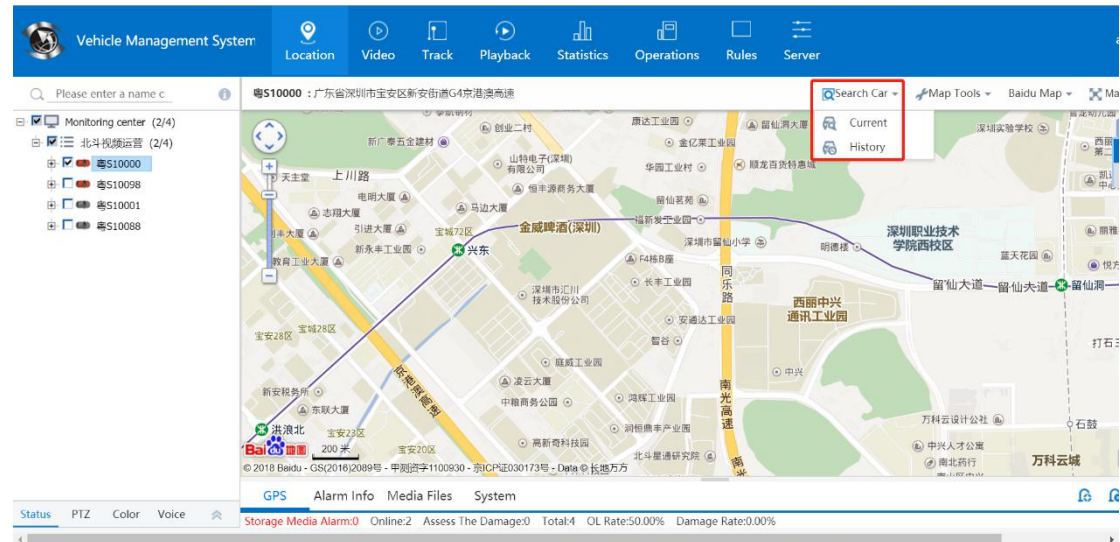 Vehicle Management System
Location
Video
Track
Playback
Statistics
Operations
Rules
Server
Please enter a name c
粤S10000 ：广东省深圳市宝安区新安街道G4京港澳高速
Search Car
Map Tools
Baidu Map
Ma
Current
History
Monitoring center (2/4)
北斗视频运营 (2/4)
粤S10000
粤S10098
粤S10001
粤S10088
创业二村
康达工业园
留仙洞大厦
深圳实验学校
新广泰五金建材
金亿莱工业园
山特电子(深圳)
有限公司
华园工业村
顺龙百货特惠城
天主堂
上川路
恒丰源商务大厦
电明大厦
马边大厦
留仙茗苑
志翔大厦
福新发工业园
引进大厦
宝城72区
金威啤酒(深圳)
深圳市留仙小学
明德楼
深圳职业技术
学院西校区
新永丰工业园
兴东
F4栋B座
蓝天花园
教育工业大厦
同乐路
长丰工业园
深圳市汇川
技术股份公司
留仙大道
留仙大道
留仙洞
西丽中兴
通讯工业园
安通达工业园
宝城28区
宝安28区
智谷
打石三
庭威工业园
京港澳高速
凌云大厦
中兴
新安税务所
南光高速
中粮商务公园
鸿辉工业园
东联大厦
万科云设计公社
石鼓
洪浪北
宝安23区
润恒鼎丰产业园
高新奇科技园
中兴人才公寓
Bai du 地图
200 米
宝安20区
北斗星通研究院
南北药行
万科云城
© 2018 Baidu - GS(2016)2089号 - 甲测资字1100930 - 京ICP证030173号 - Data © 长地万方
GPS
Alarm Info
Media Files
System
Status
PTZ
Color
Voice
Storage Media Alarm:0
Online:2
Assess The Damage:0
Total:4
OL Rate:50.00%
Damage Rate:0.00%